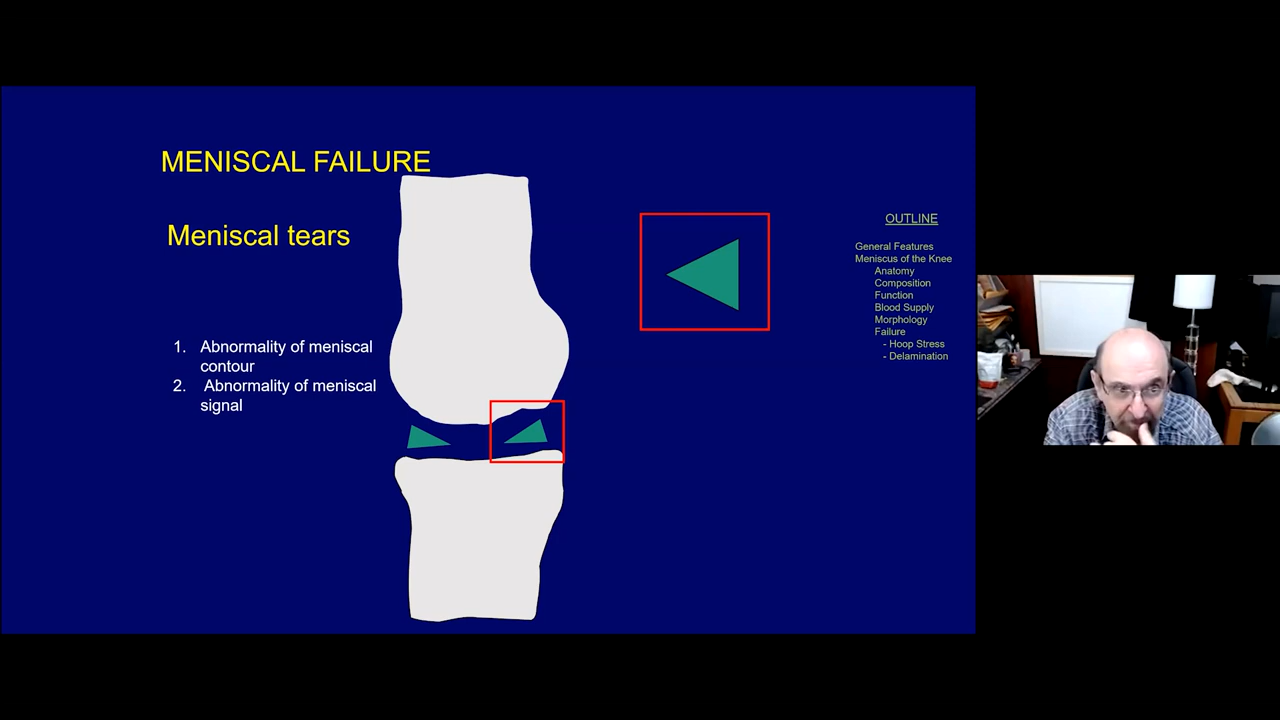 MENISCAL FAILURE
Meniscal tears
1. Abnormality of meniscal
contour
2. Abnormality of meniscal
signal
OUTLINE
General Features
Meniscus of the Knee
Anatomy
Composition
Function
Blood Supply
Morphology
Failure
- Hoop Stress
- Delamination